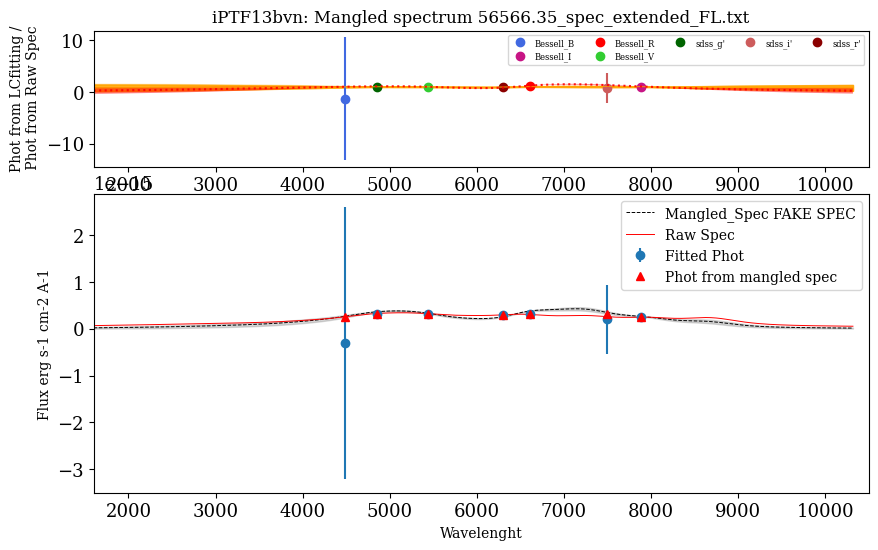 iPTF13bvn: Mangled spectrum 56566.35_spec_extended_FL.txt
Phot from LCfitting /
Phot from Raw Spec
10
0
−10
Bessell_B
Bessell_I
Bessell_R
Bessell_V
sdss_g'
sdss_i'
sdss_r'
2000 3000 4000 5000 6000 7000 8000 9000 10000
1e−15
Flux erg s-1 cm-2 A-1
2
1
0
−1
−2
−3
Mangled_Spec FAKE SPEC
Raw Spec
Fitted Phot
Phot from mangled spec
2000 3000 4000 5000 6000 7000 8000 9000 10000
Wavelenght